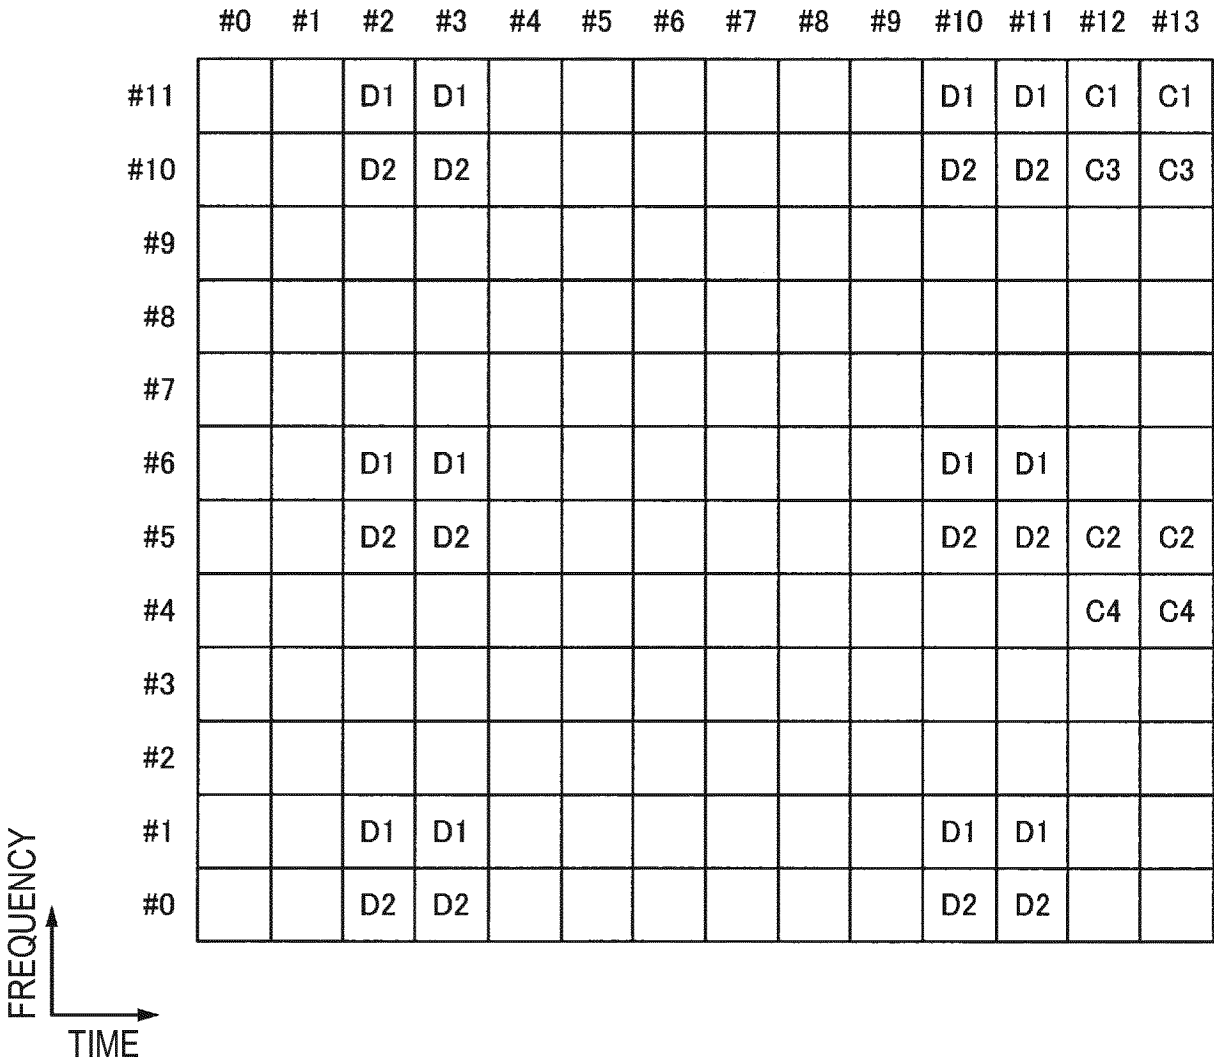 #0 #1 #2 #3 #4 #5 #6 #7 #8 #9 #10 #11 #12 #13
#11 D1 D1 D1 D1 C1 C1
#10 D2 D2 D2 D2 C3 C3
#9
#8
#7
#6 D1 D1 D1 D1
#5 D2 D2 D2 D2 C2 C2
#4 C4 C4
#3
#2
#1 D1 D1 D1 D1
#0 D2 D2 D2 D2
FREQUENCY
TIME